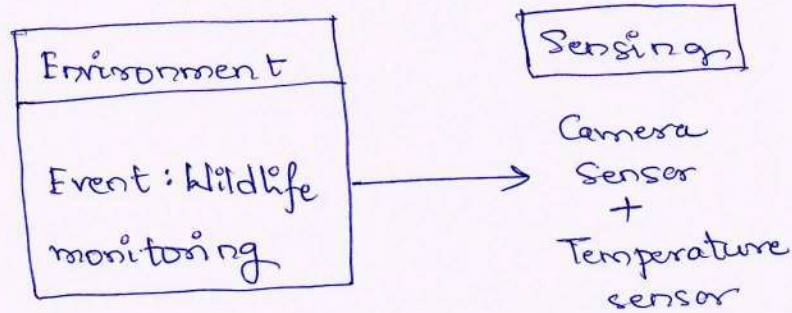 Environment
Event : Wildlife
monitoring
Sensing
Camera
Sensor
+
Temperature
sensor